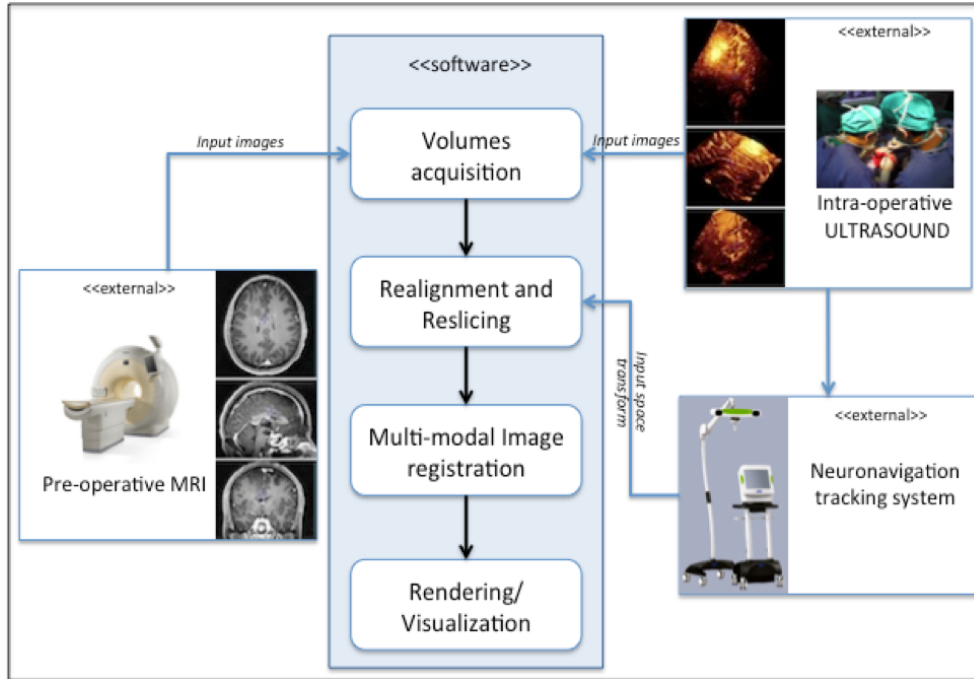 <<software>>
Volumes
acquisition
Realignment and
Reslicing
Multi-modal Image
registration
Rendering/
Visualization
Input images
Input images
Input space
transform
<<external>>
Pre-operative MRI
<<external>>
Intra-operative
ULTRASOUND
<<external>>
Neuronavigation
tracking system